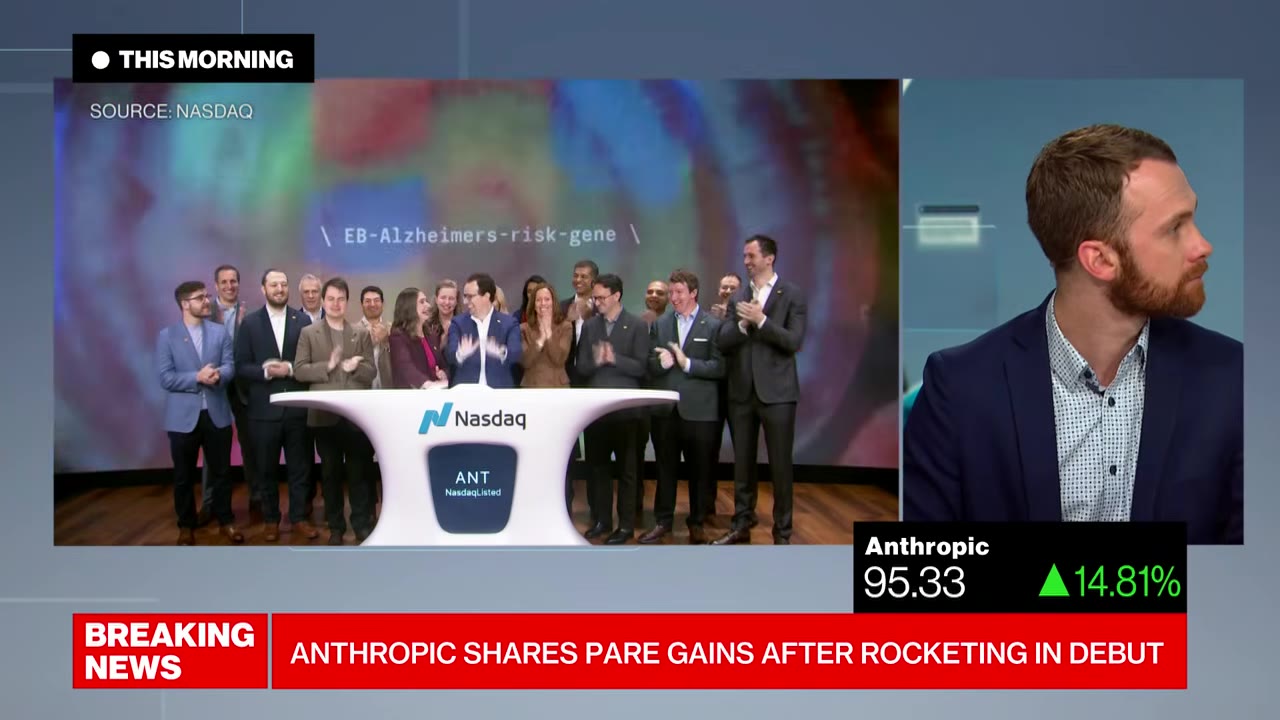 THIS MORNING
SOURCE: NASDAQ
\ EB-Alzheimers-risk-gene \
Nasdaq
ANT
NasdaqListed
Anthropic
95.33
▲14.81%
BREAKING
NEWS
ANTHROPIC SHARES PARE GAINS AFTER ROCKETING IN DEBUT